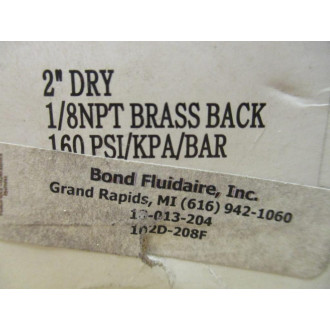 2" DRY
1/8NPT BRASS BACK
160 PSI/KPA/BAR
Bond Fluidaire, Inc.
Grand Rapids, MI (616) 942-1060
102D-208F